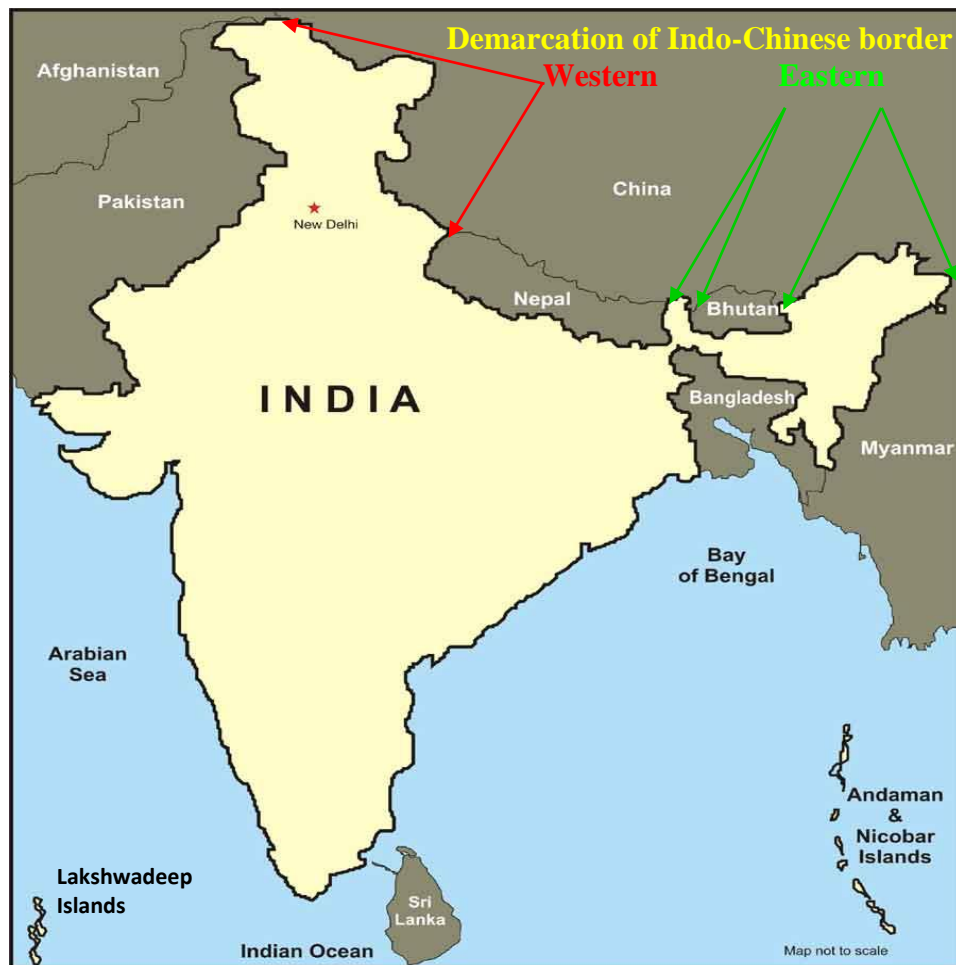 Demarcation of Indo-Chinese border
Western
Eastern
Afghanistan
China
Pakistan
New Delhi
Nepal
Bhutan
INDIA
Bangladesh
Myanmar
Bay
of Bengal
Arabian
Sea
Andaman
&
Nicobar
Islands
Lakshwadeep
Islands
Sri
Lanka
Indian Ocean
Map not to scale